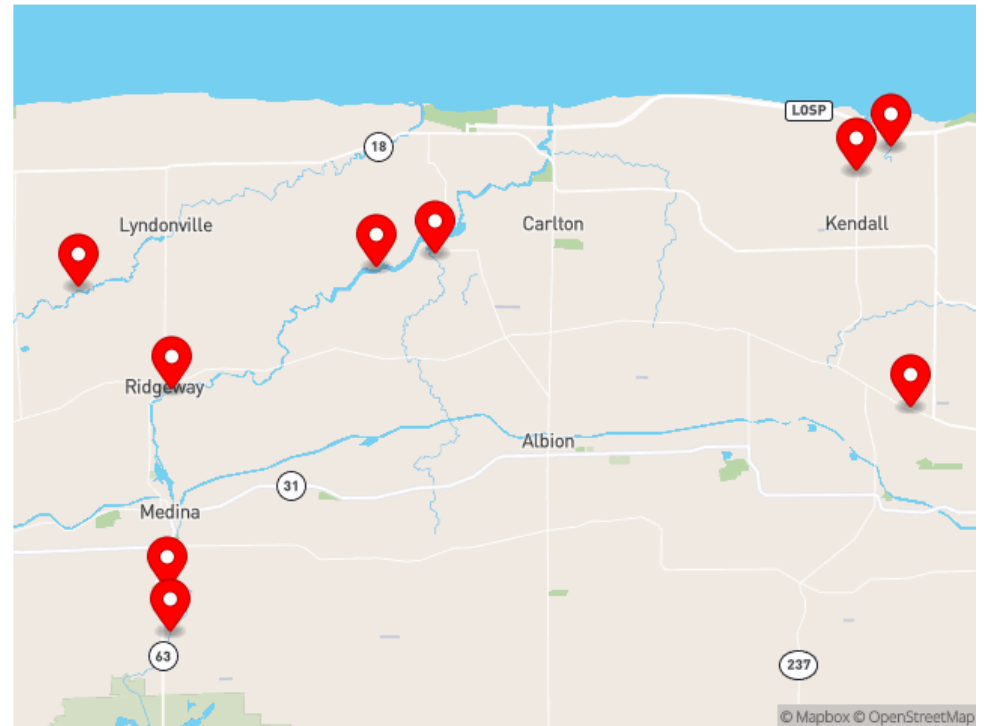 LOSP
18
Lyndonville
Carlton
Kendall
Ridgeway
Albion
31
Medina
63
237
© Mapbox © OpenStreetMap